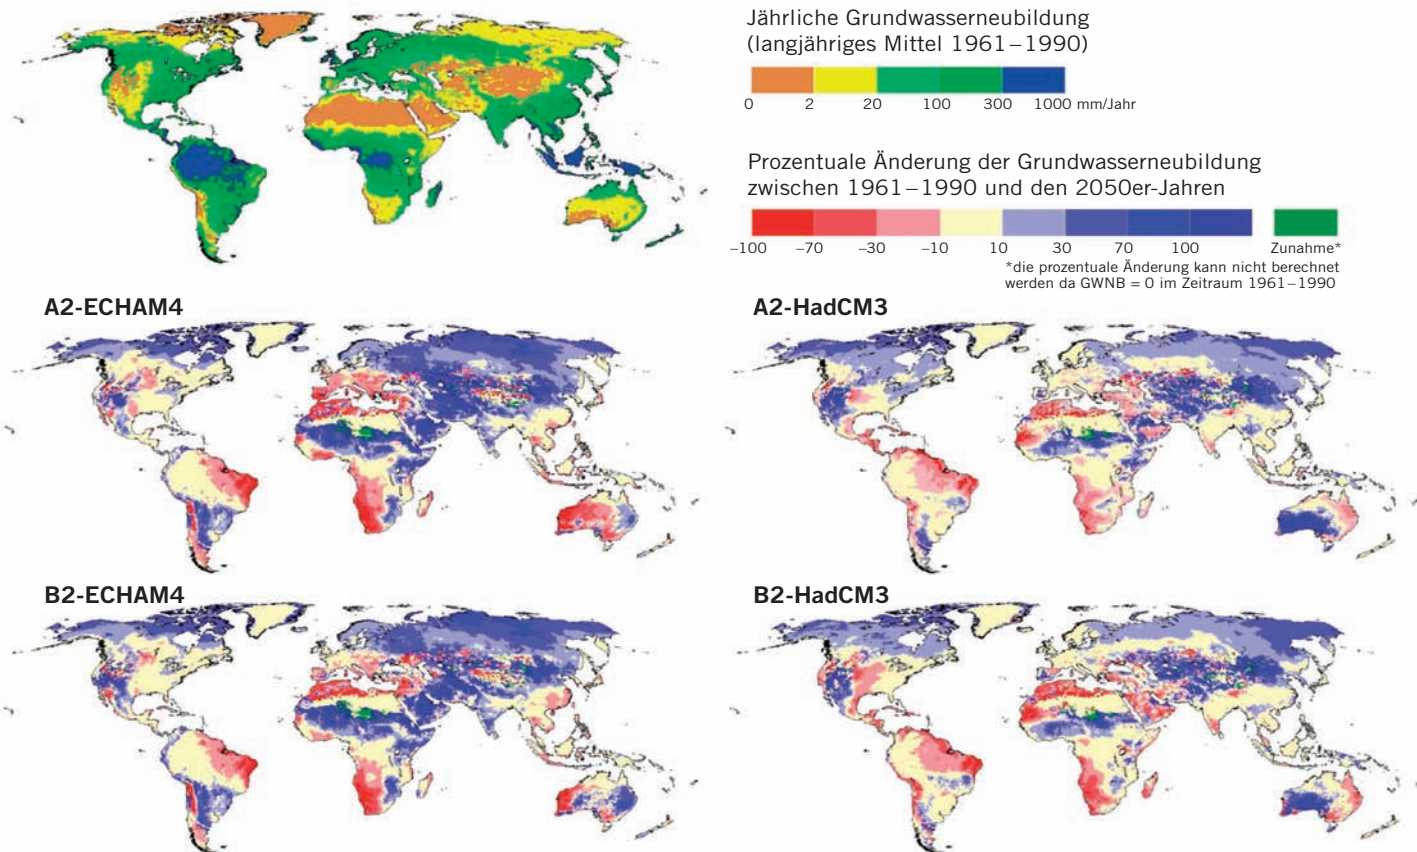 Jährliche Grundwasserneubildung
(langjähriges Mittel 1961–1990)
0 2 20 100 300 1000 mm/Jahr
Prozentuale Änderung der Grundwasserneubildung
zwischen 1961–1990 und den 2050er-Jahren
–100 –70 –30 –10 10 30 70 100 Zunahme*
*die prozentuale Änderung kann nicht berechnet
werden da GWNB = 0 im Zeitraum 1961–1990
A2-ECHAM4 A2-HadCM3
B2-ECHAM4 B2-HadCM3